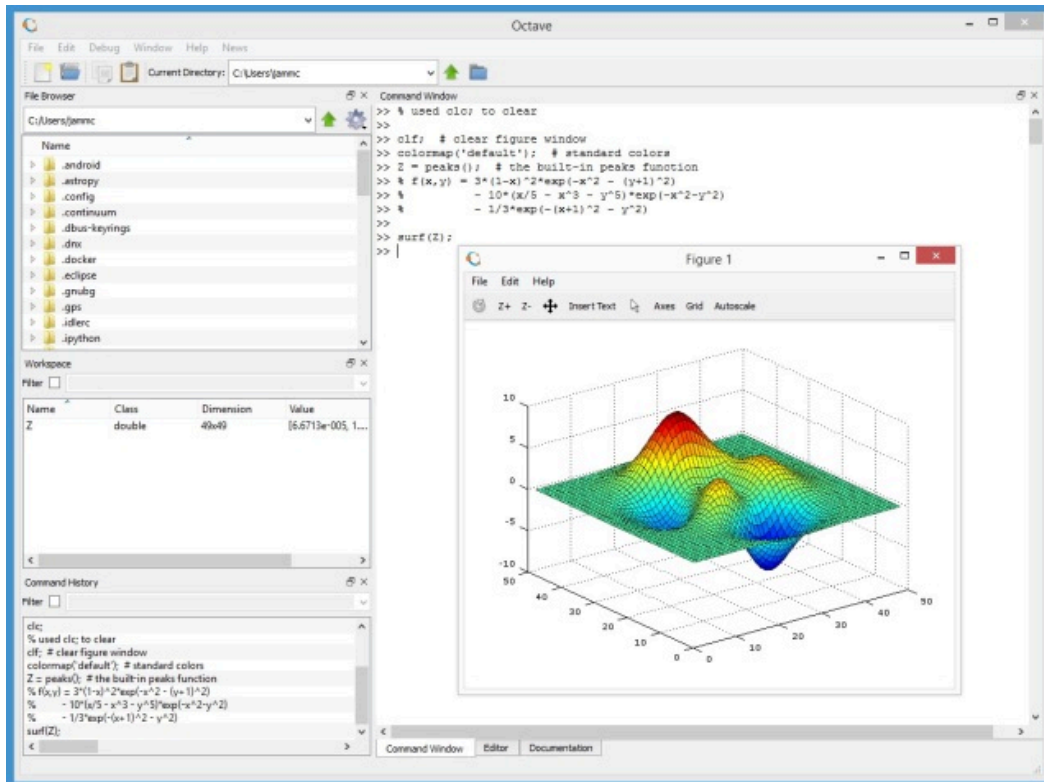 Octave
File Edit Debug Window Help News
Current Directory: C:\Users\jammc
File Browser
C:/Users/jammc
Name
.android
.astropy
.config
.continuum
.dbus-keyrings
.dnx
.docker
.eclipse
.gnubg
.gps
.idlerc
.ipython
Workspace
Filter
Name Class Dimension Value
Z double 49x49 [6.6713e-005, 1....
Command History
Filter
clc;
% used clc; to clear
clf; # clear figure window
colormap('default'); # standard colors
Z = peaks(); # the built-in peaks function
% f(x,y) = 3*(1-x)^2*exp(-x^2 - (y+1)^2)
% - 10*(x/5 - x^3 - y^5)*exp(-x^2-y^2)
% - 1/3*exp(-(x+1)^2 - y^2)
surf(Z);
Command Window
>> % used clc; to clear
>>
>> clf; # clear figure window
>> colormap('default'); # standard colors
>> Z = peaks(); # the built-in peaks function
>> % f(x,y) = 3*(1-x)^2*exp(-x^2 - (y+1)^2)
>> % - 10*(x/5 - x^3 - y^5)*exp(-x^2-y^2)
>> % - 1/3*exp(-(x+1)^2 - y^2)
>>
>> surf(Z);
>>
Figure 1
File Edit Help
Z+ Z- Insert Text Axes Grid Autoscale
10
5
0
-5
-10
50
40
30
20
10
0
0
10
20
30
40
50
Command Window Editor Documentation